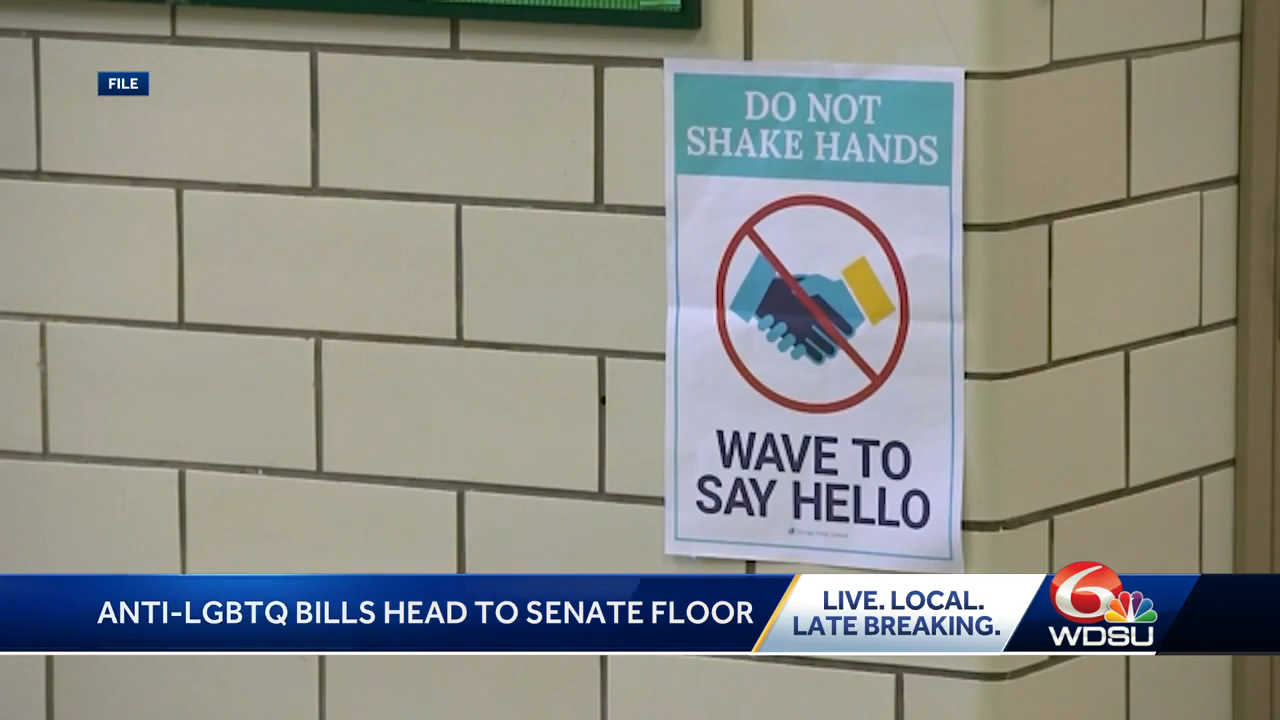 FILE
DO NOT
SHAKE HANDS
WAVE TO
SAY HELLO
ANTI-LGBTQ BILLS HEAD TO SENATE FLOOR
LIVE. LOCAL.
LATE BREAKING.
6
WDSU